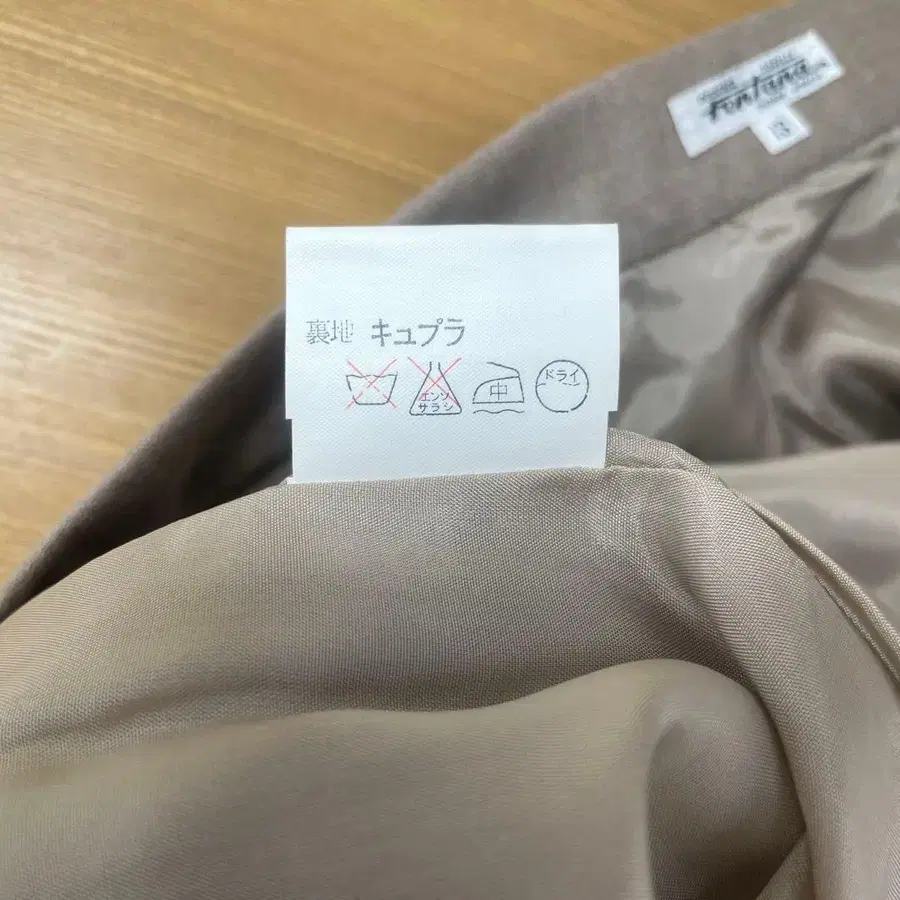 Fontana
13
裏地 キュプラ
エンソ
サラシ
中
ドライ